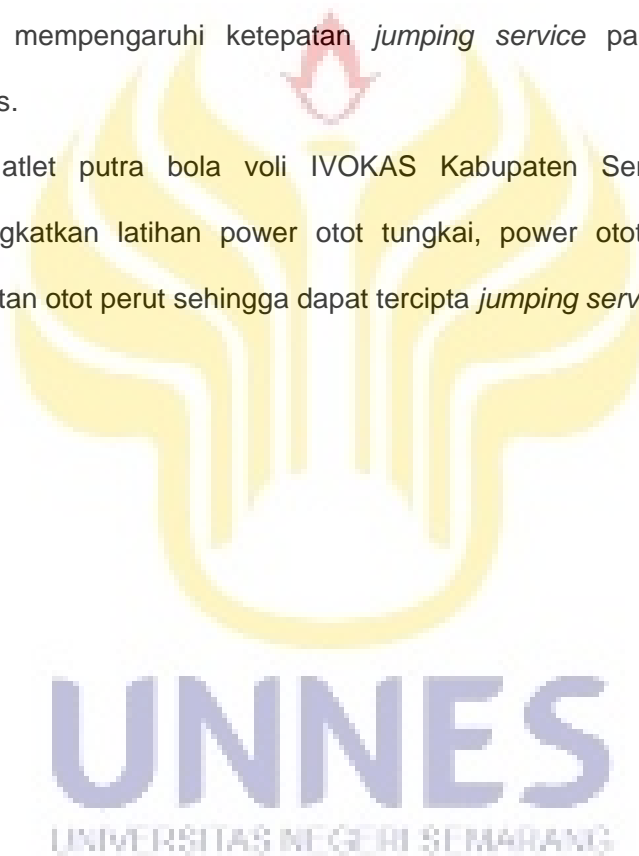 mempengaruhi ketepatan jumping service pa
s.
atlet putra bola voli IVOKAS Kabupaten Ser
gkatkan latihan power otot tungkai, power otot
tan otot perut sehingga dapat tercipta jumping serv
UNNES
UNIVERSITAS NEGERI SEMARANG